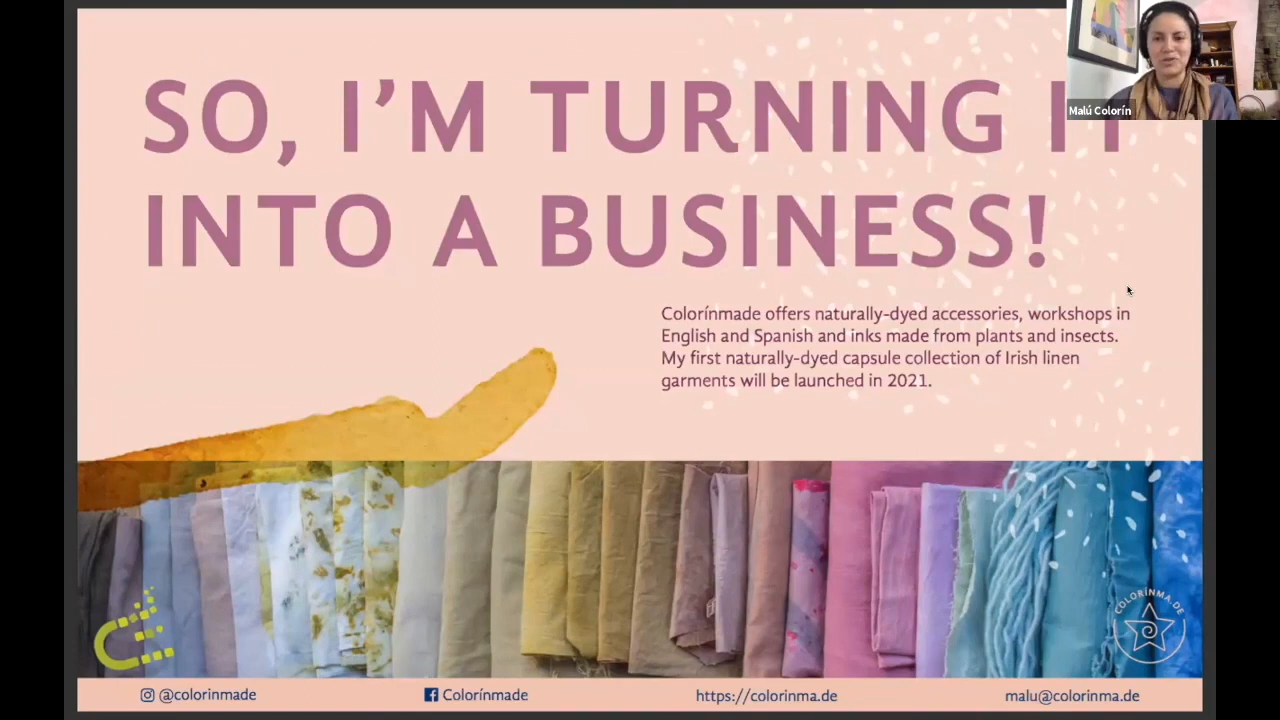 SO, I'M TURNING IT
INTO A BUSINESS!
Malú Colorín
Colorínmade offers naturally-dyed accessories, workshops in
English and Spanish and inks made from plants and insects.
My first naturally-dyed capsule collection of Irish linen
garments will be launched in 2021.
COLORÍNMA.DE
@colorinmade
Colorínmade
https://colorinma.de
malu@colorinma.de